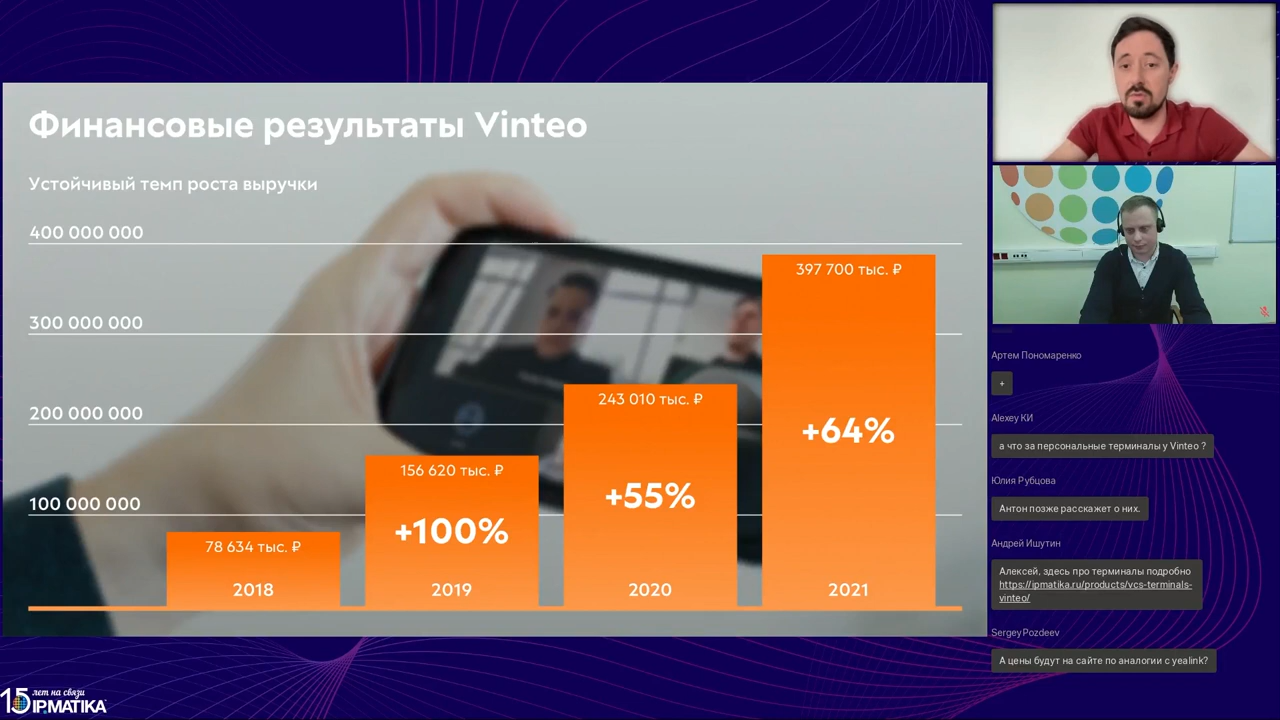 Финансовые результаты Vinteo
Устойчивый темп роста выручки
400 000 000
300 000 000
200 000 000
100 000 000
78 634 тыс. ₽
2018
156 620 тыс. ₽
+100%
2019
243 010 тыс. ₽
+55%
2020
397 700 тыс. ₽
+64%
2021
Артем Пономаренко
+
Alexey КИ
а что за персональные терминалы у Vinteo ?
Юлия Рубцова
Антон позже расскажет о них.
Андрей Ишутин
Алексей, здесь про терминалы подробно
https://ipmatika.ru/products/vcs-terminals-
vinteo/
Sergey Pozdeev
А цены будут на сайте по аналогии с yealink?
15 лет на связи
IPMATIKA